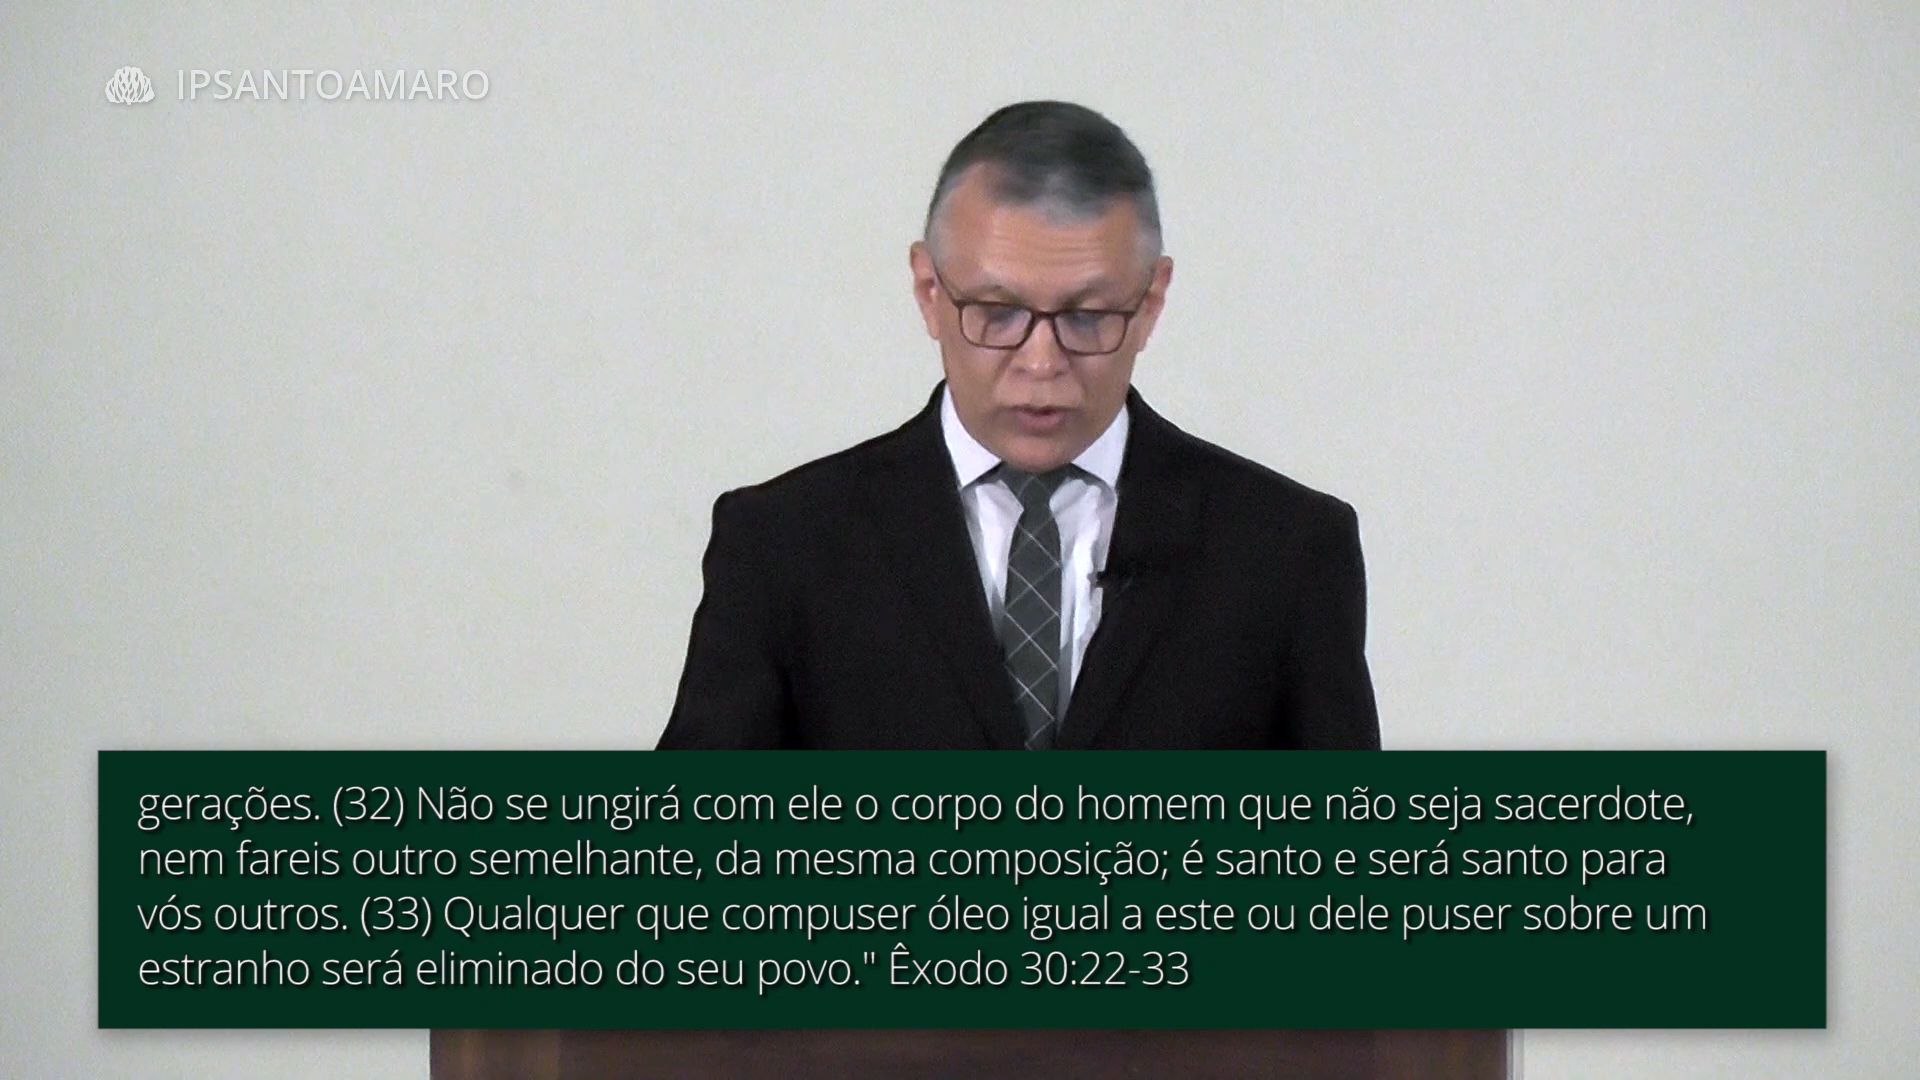 IPSANTOAMARO
gerações. (32) Não se ungirá com ele o corpo do homem que não seja sacerdote,
nem fareis outro semelhante, da mesma composição; é santo e será santo para
vós outros. (33) Qualquer que compuser óleo igual a este ou dele puser sobre um
estranho será eliminado do seu povo." Êxodo 30:22-33